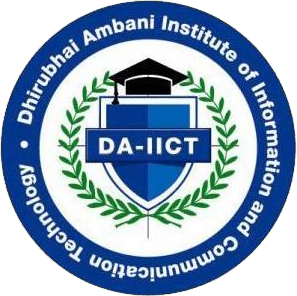 Dhirubhai Ambani Institute of Information and Communication Technology •
DA-IICT